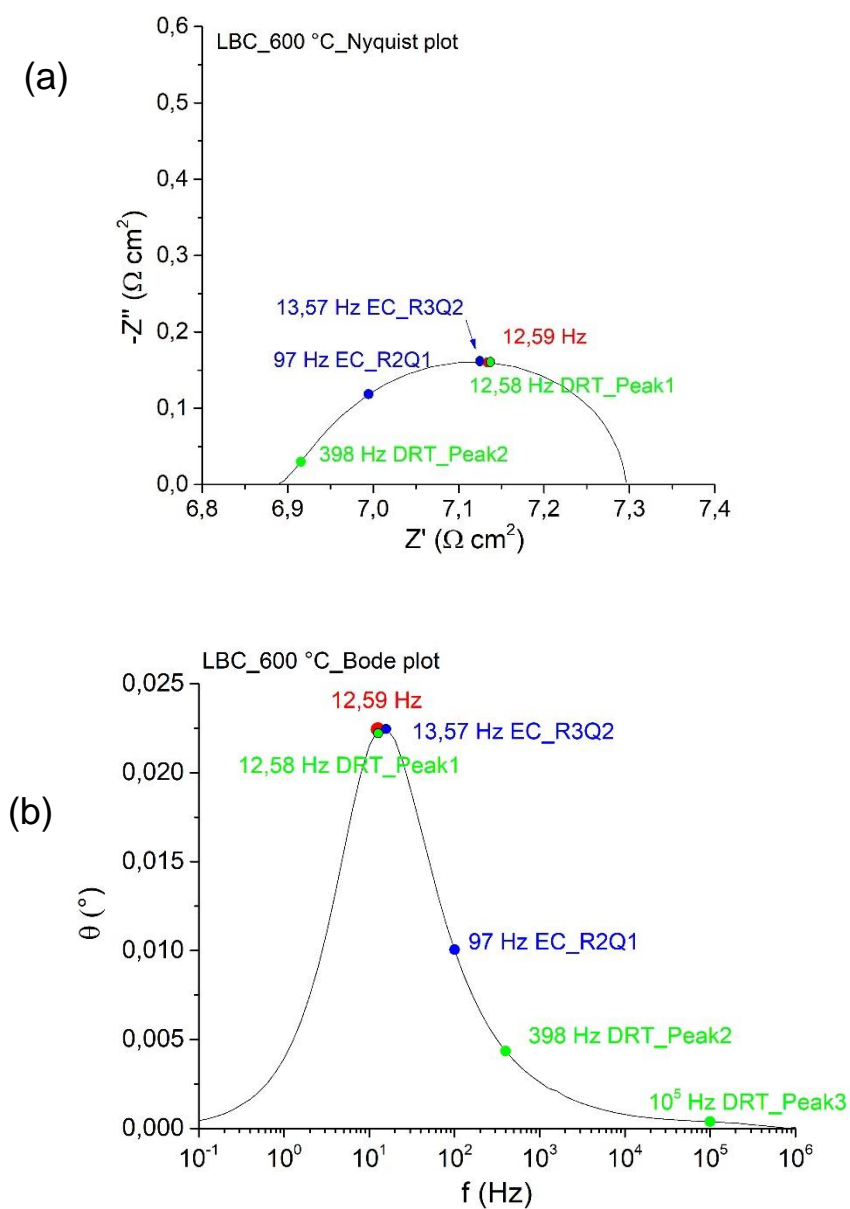 (a)
LBC_600 °C_Nyquist plot
0,6
0,5
0,4
0,3
0,2
0,1
0,0
-Z" (Ω cm²)
13,57 Hz EC_R3Q2
12,59 Hz
97 Hz EC_R2Q1
12,58 Hz DRT_Peak1
398 Hz DRT_Peak2
6,8 6,9 7,0 7,1 7,2 7,3 7,4
Z' (Ω cm²)
(b)
LBC_600 °C_Bode plot
0,025
0,020
0,015
0,010
0,005
0,000
θ (°)
12,59 Hz
13,57 Hz EC_R3Q2
12,58 Hz DRT_Peak1
97 Hz EC_R2Q1
398 Hz DRT_Peak2
10⁵ Hz DRT_Peak3
10⁻¹ 10⁰ 10¹ 10² 10³ 10⁴ 10⁵ 10⁶
f (Hz)